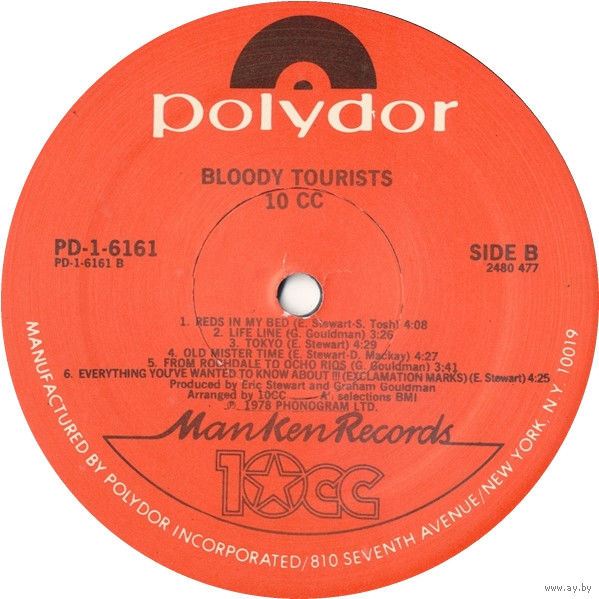 polydor
BLOODY TOURISTS
10 CC
PD-1-6161
PD-1-6161 B
SIDE B
2480 477
1. REDS IN MY BED (E. Stewart-S. Tosh) 4:08
2. LIFE LINE (G. Gouldman) 3:26
3. TOKYO (E. Stewart) 4:29
4. OLD MISTER TIME (E. Stewart-D. Mackay) 4:27
5. FROM ROCHDALE TO OCHO RIOS (G. Gouldman) 3:41
6. EVERYTHING YOU'VE WANTED TO KNOW ABOUT !!! (EXCLAMATION MARKS) (E. Stewart) 4:25
Produced by Eric Stewart and Graham Gouldman
Arranged by 10CC A' selections BMI
℗ 1978 PHONOGRAM LTD.
ManKen Records
10CC
MANUFACTURED BY POLYDOR INCORPORATED/810 SEVENTH AVENUE/NEW YORK, N.Y. 10019
www.ay.by